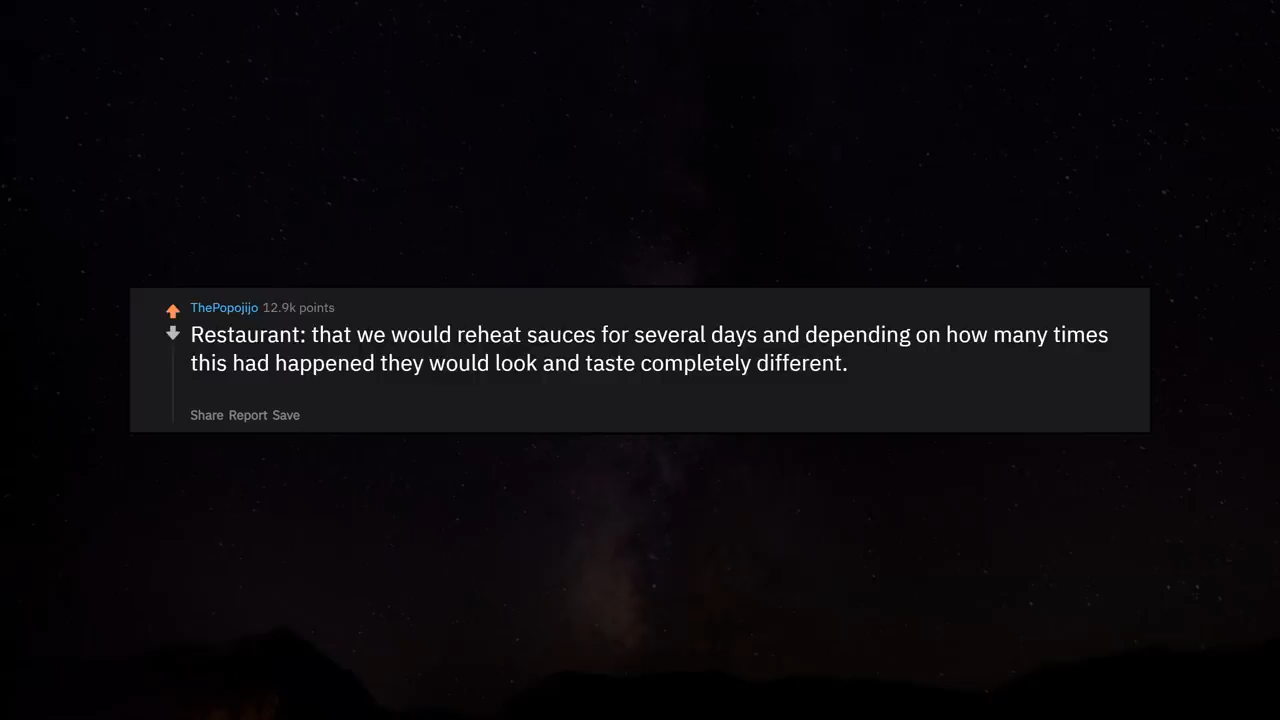 ThePopojijo 12.9k points
Restaurant: that we would reheat sauces for several days and depending on how many times
this had happened they would look and taste completely different.
Share Report Save